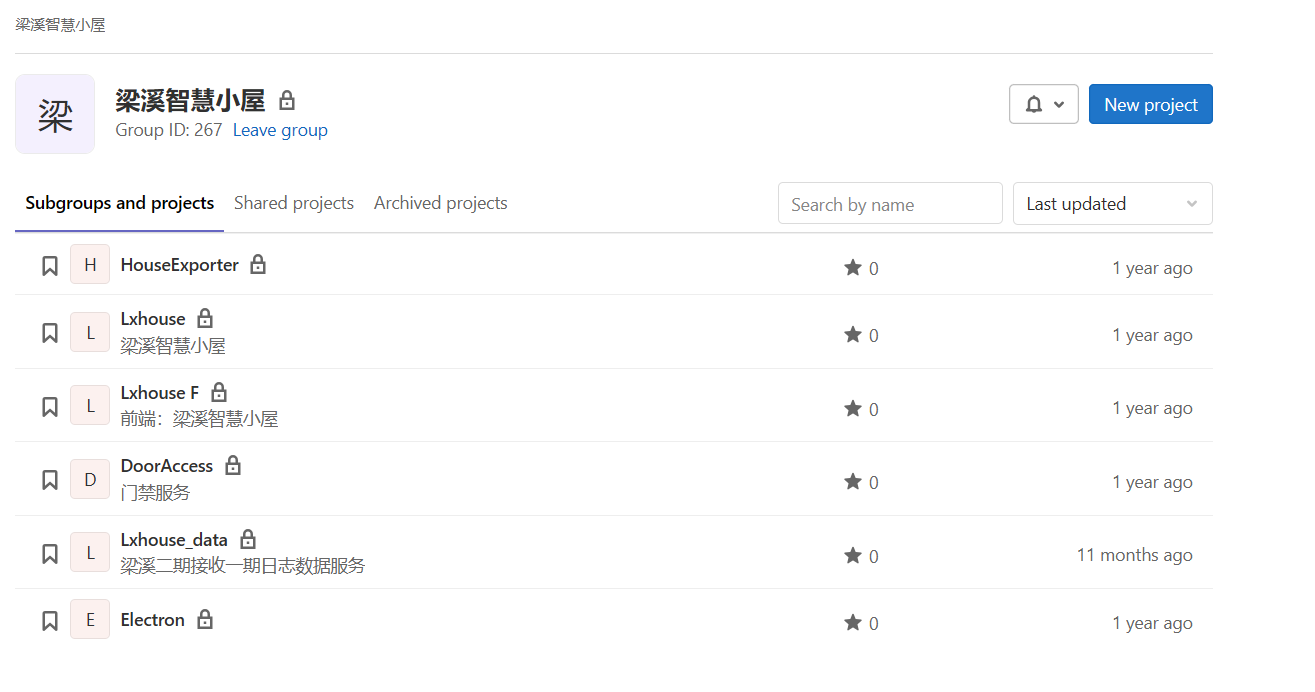 梁溪智慧小屋
梁
梁溪智慧小屋
Group ID: 267 Leave group
New project
Subgroups and projects Shared projects Archived projects
Search by name
Last updated
H HouseExporter 0 1 year ago
L Lxhouse 0 1 year ago
梁溪智慧小屋
L Lxhouse F 0 1 year ago
前端：梁溪智慧小屋
D DoorAccess 0 1 year ago
门禁服务
L Lxhouse_data 0 11 months ago
梁溪二期接收一期日志数据服务
E Electron 0 1 year ago